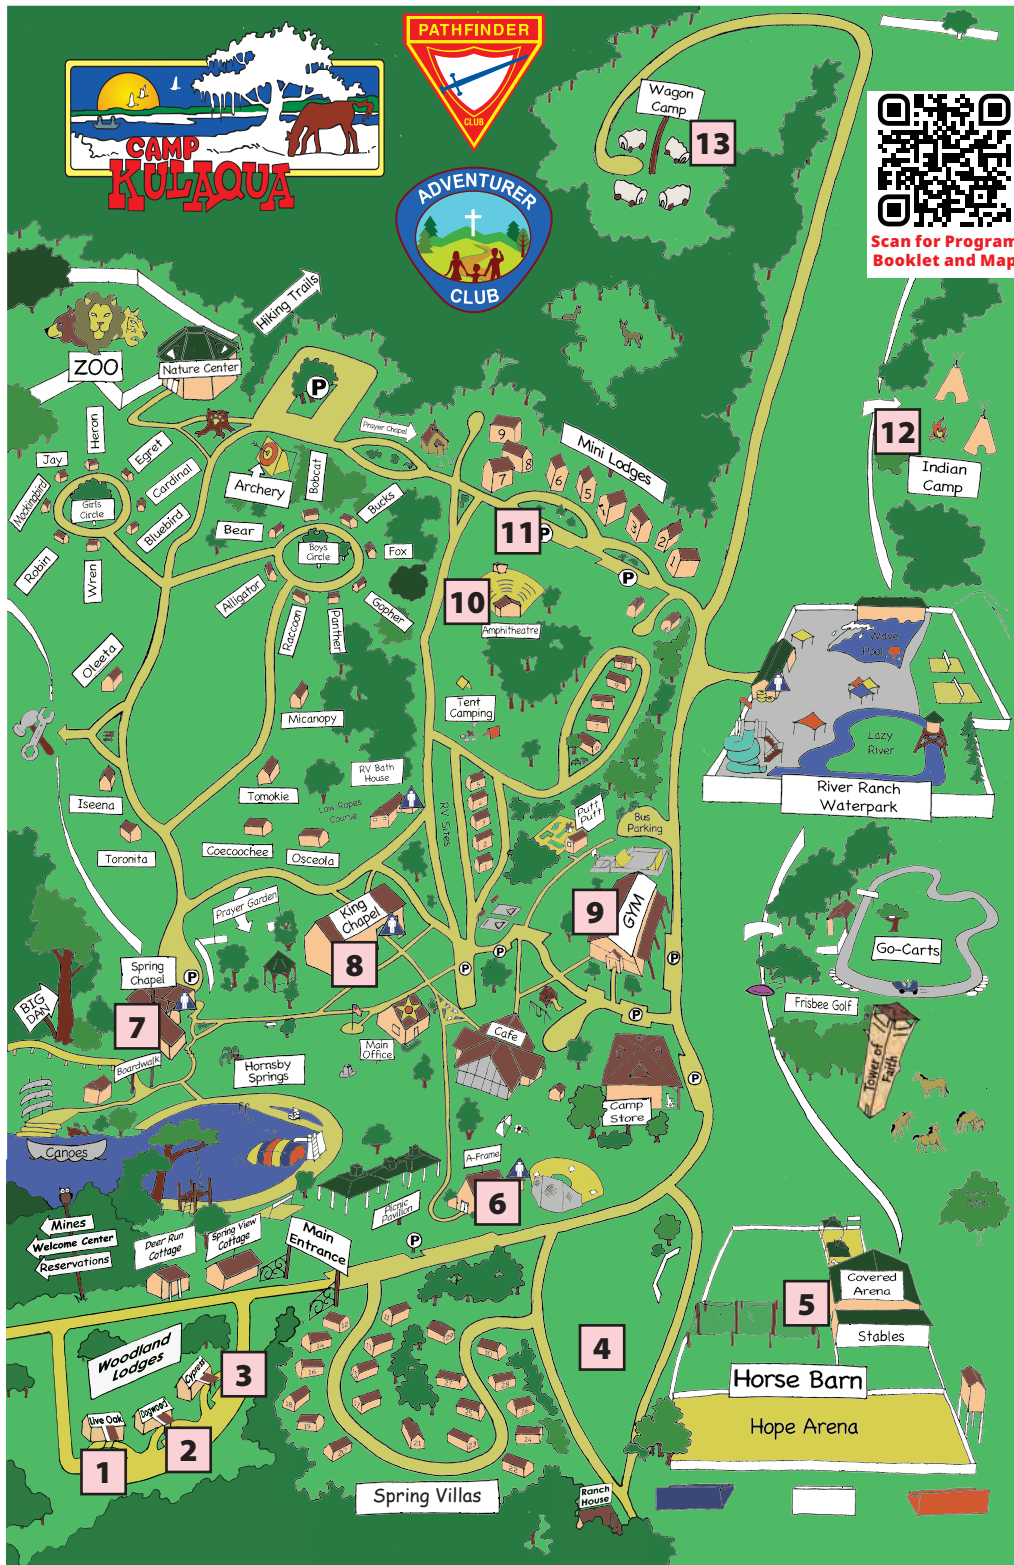 PATHFINDER
CLUB
CAMP
KULAQUA
ADVENTURER
CLUB
Wagon
Camp
13
Scan for Program
Booklet and Map
Hiking Trails
ZOO
Nature Center
P
Prayer Chapel
Heron
Jay
Egret
Mockingbird
Cardinal
Girls
Circle
Bluebird
Robin
Wren
Archery
Bobcat
Bucks
Bear
Boys
Circle
Fox
Alligator
Gopher
Raccoon
Panther
9
8
7
6
5
4
3
2
1
Mini Lodges
11
P
P
10
Amphitheatre
12
Indian
Camp
Oleeta
Micanopy
Tent
Camping
Wave
Pool
Lazy
River
River Ranch
Waterpark
Iseena
Tomokie
RV Bath
House
Low Ropes
Course
RV Sites
Putt
Putt
Bus
Parking
Toronita
Coecoochee
Osceola
Prayer Garden
King
Chapel
8
9
GYM
Go-Carts
Frisbee Golf
Tower of
Faith
Spring
Chapel
P
P
P
P
P
P
BIG
DAN
7
Boardwalk
Main
Office
Cafe
Hornsby
Springs
Camp
Store
Canoes
A-Frame
6
Picnic
Pavilion
P
Mines
Welcome Center
Reservations
Deer Run
Cottage
Spring View
Cottage
Main
Entrance
Woodland
Lodges
Cypress
3
Dogwood
Live Oak
2
1
4
5
Covered
Arena
Stables
Horse Barn
Hope Arena
Spring Villas
Ranch
House